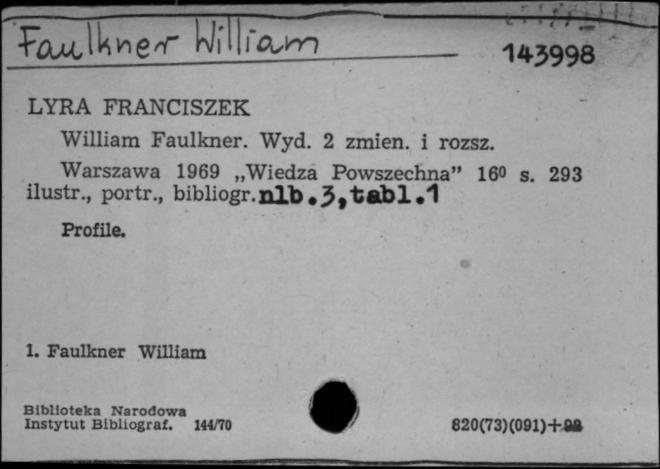 Faulkner William
143998
LYRA FRANCISZEK
William Faulkner. Wyd. 2 zmien. i rozsz.
Warszawa 1969 „Wiedza Powszechna” 16⁰ s. 293
ilustr., portr., bibliogr. nlb.3,tabl.1
Profile.
1. Faulkner William
Biblioteka Narodowa
Instytut Bibliograf. 144/70
820(73)(091)+